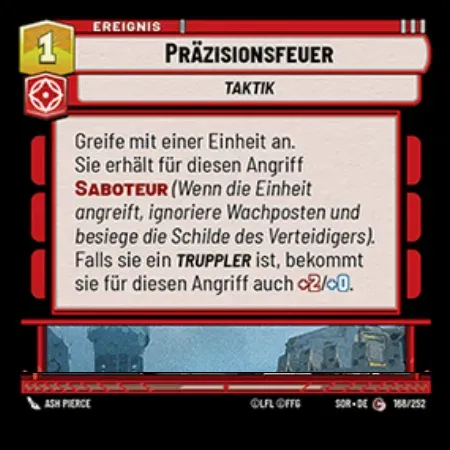 EREIGNIS
1
PRÄZISIONSFEUER
TAKTIK
Greife mit einer Einheit an.
Sie erhält für diesen Angriff
SABOTEUR (Wenn die Einheit
angreift, ignoriere Wachposten und
besiege die Schilde des Verteidigers).
Falls sie ein TRUPPLER ist, bekommt
sie für diesen Angriff auch +2/+0.
ASH PIERCE ©LFL ©FFG SOR•DE C 168/252